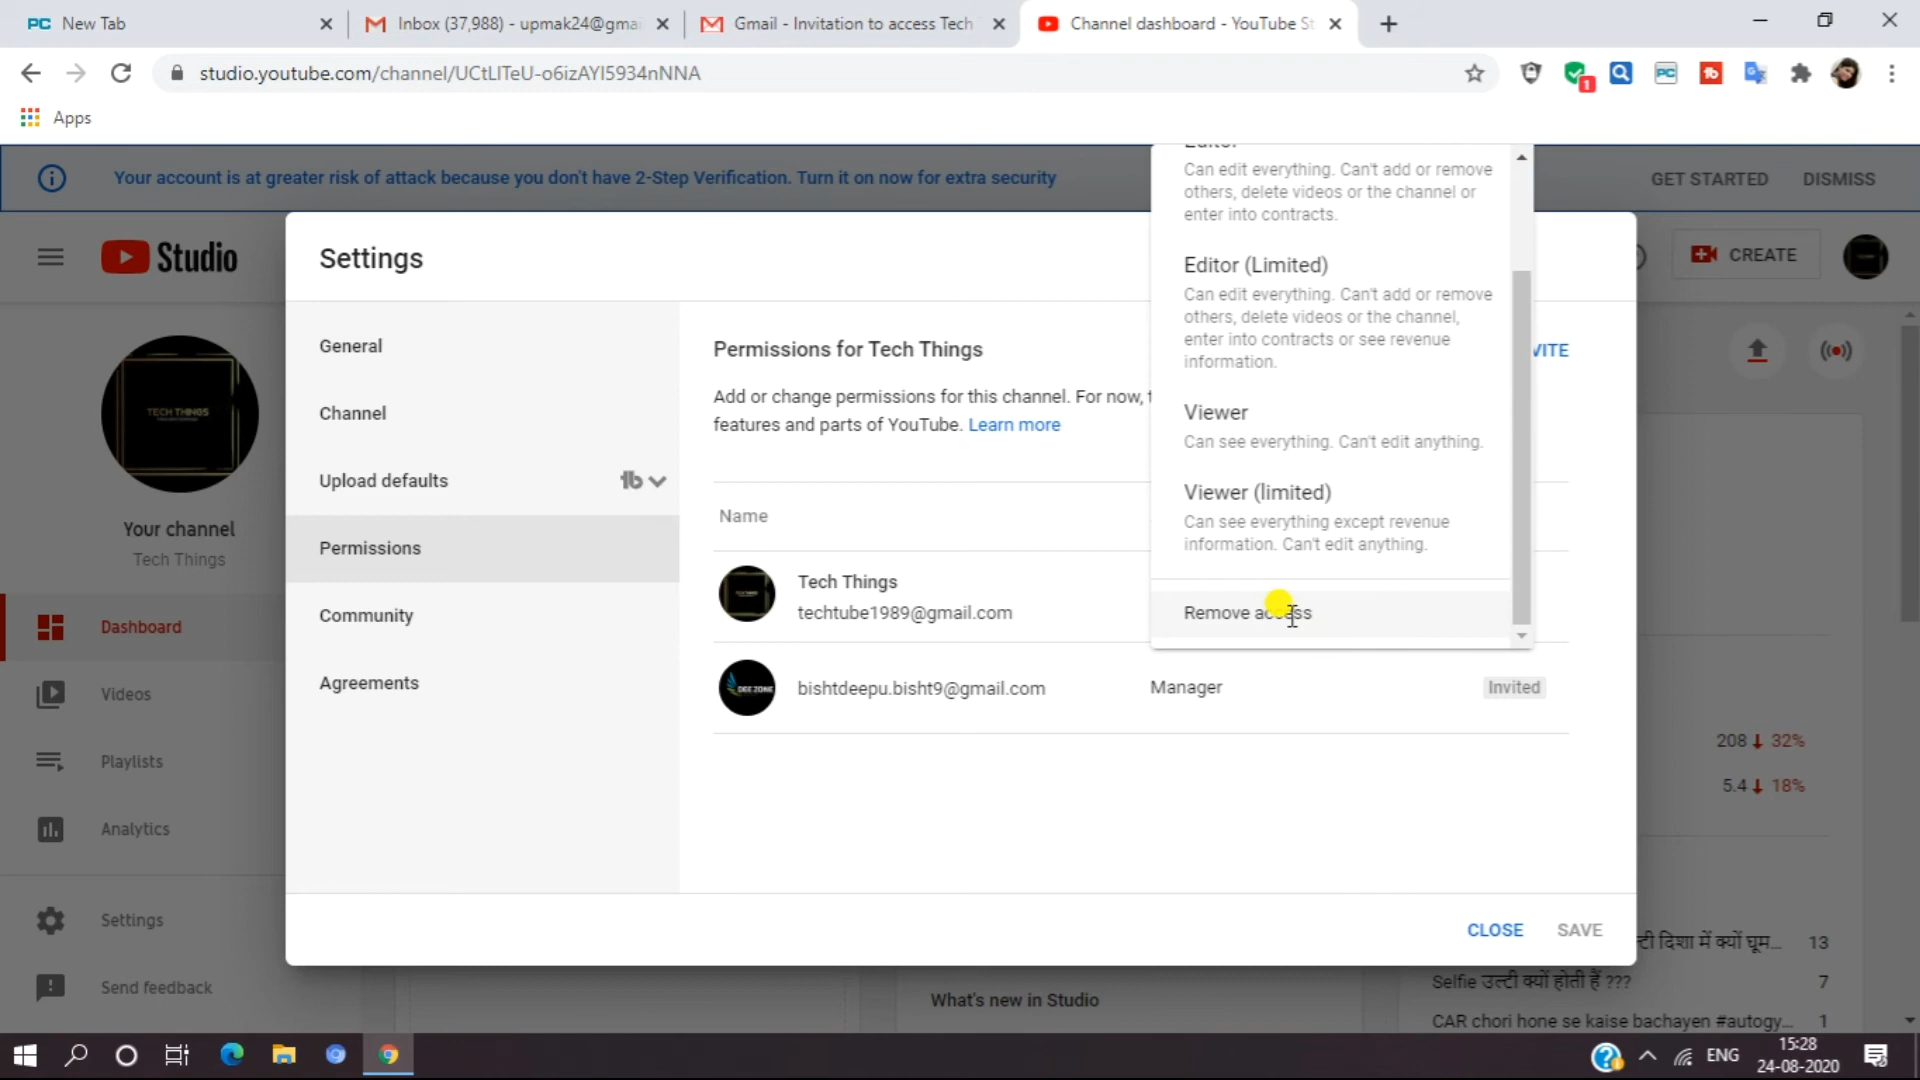 New Tab
Inbox (37,988) - upmak24@gmai
Gmail - Invitation to access Tech
Channel dashboard - YouTube St
studio.youtube.com/channel/UCtLITeU-o6izAYI5934nNNA
Apps
Your account is at greater risk of attack because you don't have 2-Step Verification. Turn it on now for extra security
GET STARTED
DISMISS
Studio
CREATE
TECH THINGS
Your channel
Tech Things
Dashboard
Videos
Playlists
Analytics
Settings
Send feedback
Settings
General
Channel
Upload defaults
Permissions
Community
Agreements
Permissions for Tech Things
VITE
Add or change permissions for this channel. For now, t
features and parts of YouTube. Learn more
Name
Tech Things
techtube1989@gmail.com
DEE ZONE
bishtdeepu.bisht9@gmail.com
Manager
Invited
Editor
Can edit everything. Can't add or remove
others, delete videos or the channel or
enter into contracts.
Editor (Limited)
Can edit everything. Can't add or remove
others, delete videos or the channel,
enter into contracts or see revenue
information.
Viewer
Can see everything. Can't edit anything.
Viewer (limited)
Can see everything except revenue
information. Can't edit anything.
Remove access
CLOSE
SAVE
208 32%
5.4 18%
टी दिशा में क्यों घूम... 13
Selfie उल्टी क्यों होती हैं ??? 7
CAR chori hone se kaise bachayen #autogy... 1
What's new in Studio
ENG
15:28
24-08-2020